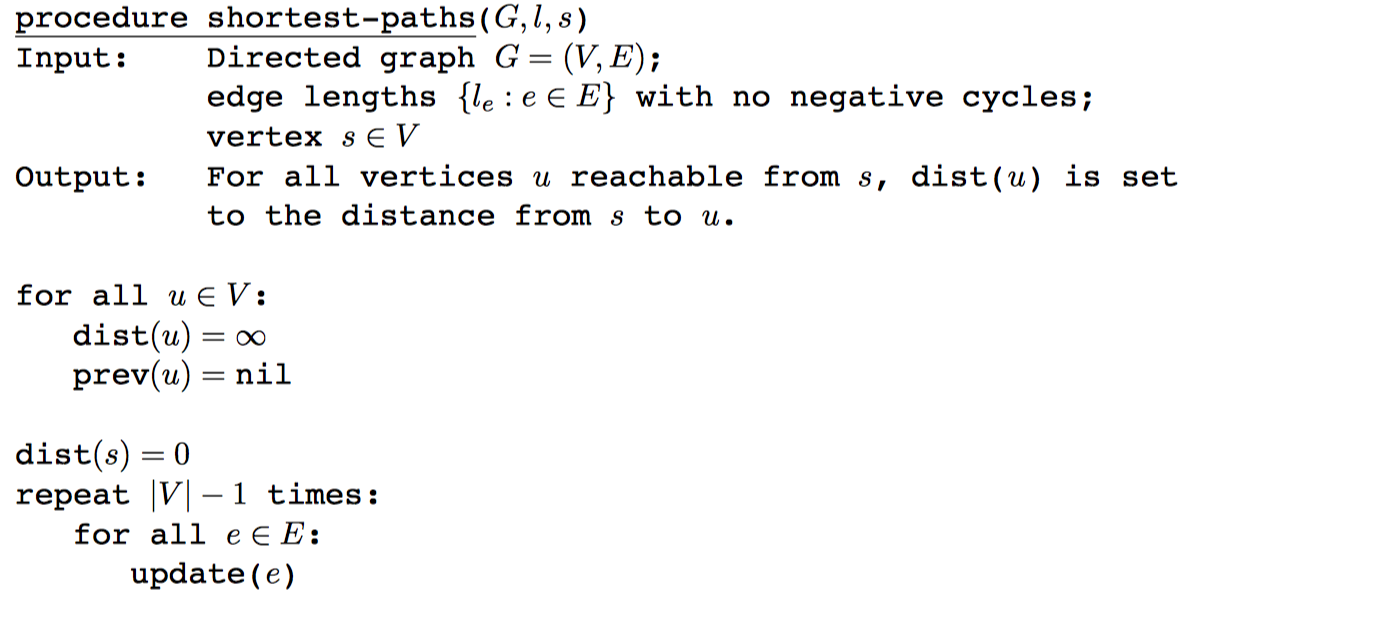 procedure shortest-paths(G, l, s)
Input: Directed graph G = (V, E);
edge lengths {lₑ : e ∈ E} with no negative cycles;
vertex s ∈ V
Output: For all vertices u reachable from s, dist(u) is set
to the distance from s to u.
for all u ∈ V:
dist(u) = ∞
prev(u) = nil
dist(s) = 0
repeat |V| − 1 times:
for all e ∈ E:
update(e)